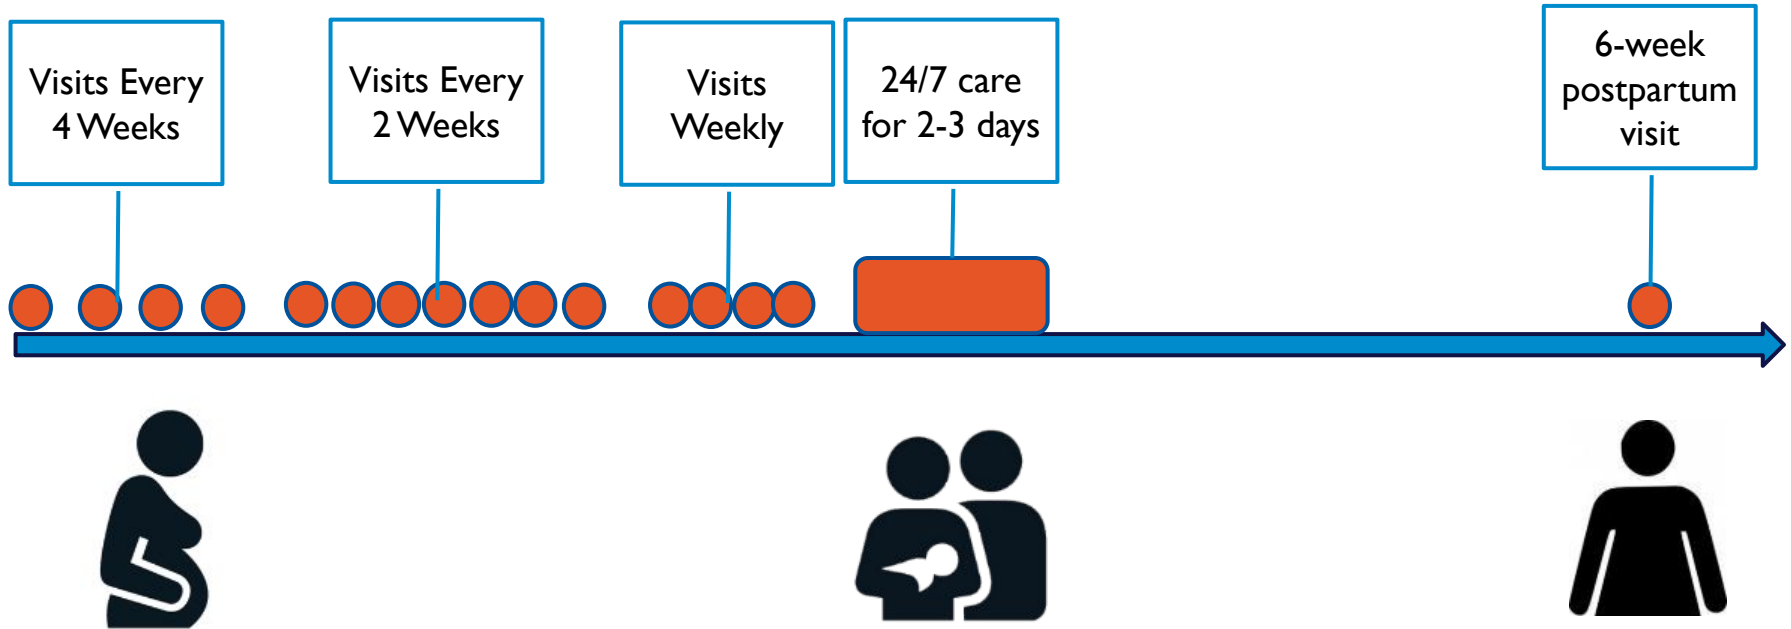 Visits Every
4 Weeks
Visits Every
2 Weeks
Visits
Weekly
24/7 care
for 2-3 days
6-week
postpartum
visit